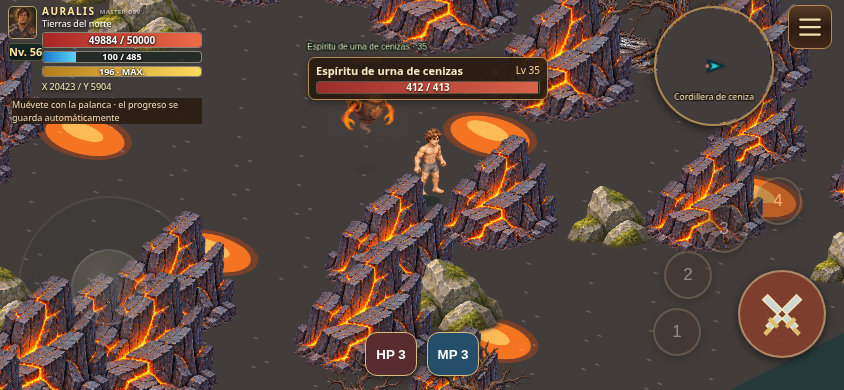 AURALIS MASTER DEV
Tierras del norte
49884 / 50000
Nv. 56
100 / 485
196 · MAX.
X 20423 / Y 5904
Muévete con la palanca · el progreso se
guarda automáticamente
Espíritu de urna de cenizas · 35
Espíritu de urna de cenizas Lv 35
412 / 413
Cordillera de ceniza
4
3
2
1
HP 3
MP 3